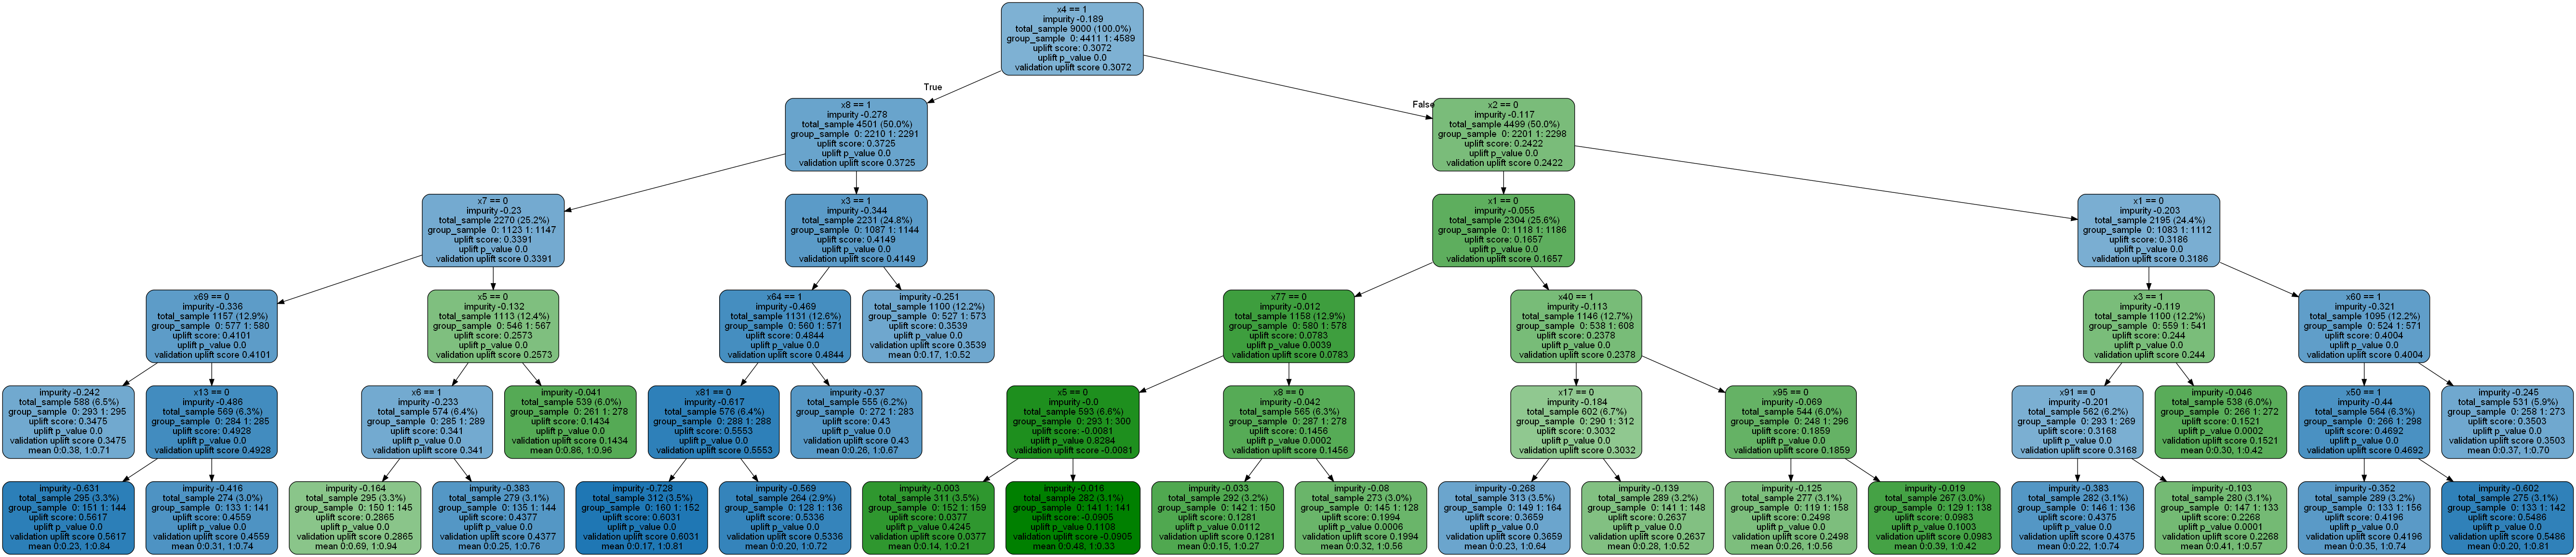 x4 == 1
impurity -0.189
total_sample 9000 (100.0%)
group_sample 0: 4411 1: 4589
uplift score: 0.3072
uplift p_value 0.0
validation uplift score 0.3072
True
False
x8 == 1
impurity -0.278
total_sample 4501 (50.0%)
group_sample 0: 2210 1: 2291
uplift score: 0.3725
uplift p_value 0.0
validation uplift score 0.3725
x2 == 0
impurity -0.117
total_sample 4499 (50.0%)
group_sample 0: 2201 1: 2298
uplift score: 0.2422
uplift p_value 0.0
validation uplift score 0.2422
x7 == 0
impurity -0.23
total_sample 2270 (25.2%)
group_sample 0: 1123 1: 1147
uplift score: 0.3391
uplift p_value 0.0
validation uplift score 0.3391
x3 == 1
impurity -0.344
total_sample 2231 (24.8%)
group_sample 0: 1087 1: 1144
uplift score: 0.4149
uplift p_value 0.0
validation uplift score 0.4149
x1 == 0
impurity -0.055
total_sample 2304 (25.6%)
group_sample 0: 1118 1: 1186
uplift score: 0.1657
uplift p_value 0.0
validation uplift score 0.1657
x1 == 0
impurity -0.203
total_sample 2195 (24.4%)
group_sample 0: 1083 1: 1112
uplift score: 0.3186
uplift p_value 0.0
validation uplift score 0.3186
x69 == 0
impurity -0.336
total_sample 1157 (12.9%)
group_sample 0: 577 1: 580
uplift score: 0.4101
uplift p_value 0.0
validation uplift score 0.4101
x5 == 0
impurity -0.132
total_sample 1113 (12.4%)
group_sample 0: 546 1: 567
uplift score: 0.2573
uplift p_value 0.0
validation uplift score 0.2573
x64 == 1
impurity -0.469
total_sample 1131 (12.6%)
group_sample 0: 560 1: 571
uplift score: 0.4844
uplift p_value 0.0
validation uplift score 0.4844
impurity -0.251
total_sample 1100 (12.2%)
group_sample 0: 527 1: 573
uplift score: 0.3539
uplift p_value 0.0
validation uplift score 0.3539
mean 0:0.17, 1:0.52
x77 == 0
impurity -0.012
total_sample 1158 (12.9%)
group_sample 0: 580 1: 578
uplift score: 0.0783
uplift p_value 0.0039
validation uplift score 0.0783
x40 == 1
impurity -0.113
total_sample 1146 (12.7%)
group_sample 0: 538 1: 608
uplift score: 0.2378
uplift p_value 0.0
validation uplift score 0.2378
x3 == 1
impurity -0.119
total_sample 1100 (12.2%)
group_sample 0: 559 1: 541
uplift score: 0.244
uplift p_value 0.0
validation uplift score 0.244
x60 == 1
impurity -0.321
total_sample 1095 (12.2%)
group_sample 0: 524 1: 571
uplift score: 0.4004
uplift p_value 0.0
validation uplift score 0.4004
impurity -0.242
total_sample 588 (6.5%)
group_sample 0: 293 1: 295
uplift score: 0.3475
uplift p_value 0.0
validation uplift score 0.3475
mean 0:0.38, 1:0.71
x13 == 0
impurity -0.486
total_sample 569 (6.3%)
group_sample 0: 284 1: 285
uplift score: 0.4928
uplift p_value 0.0
validation uplift score 0.4928
x6 == 1
impurity -0.233
total_sample 574 (6.4%)
group_sample 0: 285 1: 289
uplift score: 0.341
uplift p_value 0.0
validation uplift score 0.341
impurity -0.041
total_sample 539 (6.0%)
group_sample 0: 261 1: 278
uplift score: 0.1434
uplift p_value 0.0
validation uplift score 0.1434
mean 0:0.86, 1:0.96
x81 == 0
impurity -0.617
total_sample 576 (6.4%)
group_sample 0: 288 1: 288
uplift score: 0.5553
uplift p_value 0.0
validation uplift score 0.5553
impurity -0.37
total_sample 555 (6.2%)
group_sample 0: 272 1: 283
uplift score: 0.43
uplift p_value 0.0
validation uplift score 0.43
mean 0:0.26, 1:0.67
x5 == 0
impurity -0.0
total_sample 593 (6.6%)
group_sample 0: 293 1: 300
uplift score: -0.0081
uplift p_value 0.8284
validation uplift score -0.0081
x8 == 0
impurity -0.042
total_sample 565 (6.3%)
group_sample 0: 287 1: 278
uplift score: 0.1456
uplift p_value 0.0002
validation uplift score 0.1456
x17 == 0
impurity -0.184
total_sample 602 (6.7%)
group_sample 0: 290 1: 312
uplift score: 0.3032
uplift p_value 0.0
validation uplift score 0.3032
x95 == 0
impurity -0.069
total_sample 544 (6.0%)
group_sample 0: 248 1: 296
uplift score: 0.1859
uplift p_value 0.0
validation uplift score 0.1859
x91 == 0
impurity -0.201
total_sample 562 (6.2%)
group_sample 0: 293 1: 269
uplift score: 0.3168
uplift p_value 0.0
validation uplift score 0.3168
impurity -0.046
total_sample 538 (6.0%)
group_sample 0: 266 1: 272
uplift score: 0.1521
uplift p_value 0.0002
validation uplift score 0.1521
mean 0:0.30, 1:0.42
x50 == 1
impurity -0.44
total_sample 564 (6.3%)
group_sample 0: 266 1: 298
uplift score: 0.4692
uplift p_value 0.0
validation uplift score 0.4692
impurity -0.245
total_sample 531 (5.9%)
group_sample 0: 258 1: 273
uplift score: 0.3503
uplift p_value 0.0
validation uplift score 0.3503
mean 0:0.37, 1:0.70
impurity -0.631
total_sample 295 (3.3%)
group_sample 0: 151 1: 144
uplift score: 0.5617
uplift p_value 0.0
validation uplift score 0.5617
mean 0:0.23, 1:0.84
impurity -0.416
total_sample 274 (3.0%)
group_sample 0: 133 1: 141
uplift score: 0.4559
uplift p_value 0.0
validation uplift score 0.4559
mean 0:0.31, 1:0.74
impurity -0.164
total_sample 295 (3.3%)
group_sample 0: 150 1: 145
uplift score: 0.2865
uplift p_value 0.0
validation uplift score 0.2865
mean 0:0.69, 1:0.94
impurity -0.383
total_sample 279 (3.1%)
group_sample 0: 135 1: 144
uplift score: 0.4377
uplift p_value 0.0
validation uplift score 0.4377
mean 0:0.25, 1:0.76
impurity -0.728
total_sample 312 (3.5%)
group_sample 0: 160 1: 152
uplift score: 0.6031
uplift p_value 0.0
validation uplift score 0.6031
mean 0:0.17, 1:0.81
impurity -0.569
total_sample 264 (2.9%)
group_sample 0: 128 1: 136
uplift score: 0.5336
uplift p_value 0.0
validation uplift score 0.5336
mean 0:0.20, 1:0.72
impurity -0.003
total_sample 311 (3.5%)
group_sample 0: 152 1: 159
uplift score: 0.0377
uplift p_value 0.4245
validation uplift score 0.0377
mean 0:0.14, 1:0.21
impurity -0.016
total_sample 282 (3.1%)
group_sample 0: 141 1: 141
uplift score: -0.0905
uplift p_value 0.1108
validation uplift score -0.0905
mean 0:0.48, 1:0.33
impurity -0.033
total_sample 292 (3.2%)
group_sample 0: 142 1: 150
uplift score: 0.1281
uplift p_value 0.0112
validation uplift score 0.1281
mean 0:0.15, 1:0.27
impurity -0.08
total_sample 273 (3.0%)
group_sample 0: 145 1: 128
uplift score: 0.1994
uplift p_value 0.0006
validation uplift score 0.1994
mean 0:0.32, 1:0.56
impurity -0.268
total_sample 313 (3.5%)
group_sample 0: 149 1: 164
uplift score: 0.3659
uplift p_value 0.0
validation uplift score 0.3659
mean 0:0.23, 1:0.64
impurity -0.139
total_sample 289 (3.2%)
group_sample 0: 141 1: 148
uplift score: 0.2637
uplift p_value 0.0
validation uplift score 0.2637
mean 0:0.28, 1:0.52
impurity -0.125
total_sample 277 (3.1%)
group_sample 0: 119 1: 158
uplift score: 0.2498
uplift p_value 0.0
validation uplift score 0.2498
mean 0:0.26, 1:0.56
impurity -0.019
total_sample 267 (3.0%)
group_sample 0: 129 1: 138
uplift score: 0.0983
uplift p_value 0.1003
validation uplift score 0.0983
mean 0:0.39, 1:0.42
impurity -0.383
total_sample 282 (3.1%)
group_sample 0: 146 1: 136
uplift score: 0.4375
uplift p_value 0.0
validation uplift score 0.4375
mean 0:0.22, 1:0.74
impurity -0.103
total_sample 280 (3.1%)
group_sample 0: 147 1: 133
uplift score: 0.2268
uplift p_value 0.0001
validation uplift score 0.2268
mean 0:0.41, 1:0.57
impurity -0.352
total_sample 289 (3.2%)
group_sample 0: 133 1: 156
uplift score: 0.4196
uplift p_value 0.0
validation uplift score 0.4196
mean 0:0.35, 1:0.74
impurity -0.602
total_sample 275 (3.1%)
group_sample 0: 133 1: 142
uplift score: 0.5486
uplift p_value 0.0
validation uplift score 0.5486
mean 0:0.20, 1:0.81